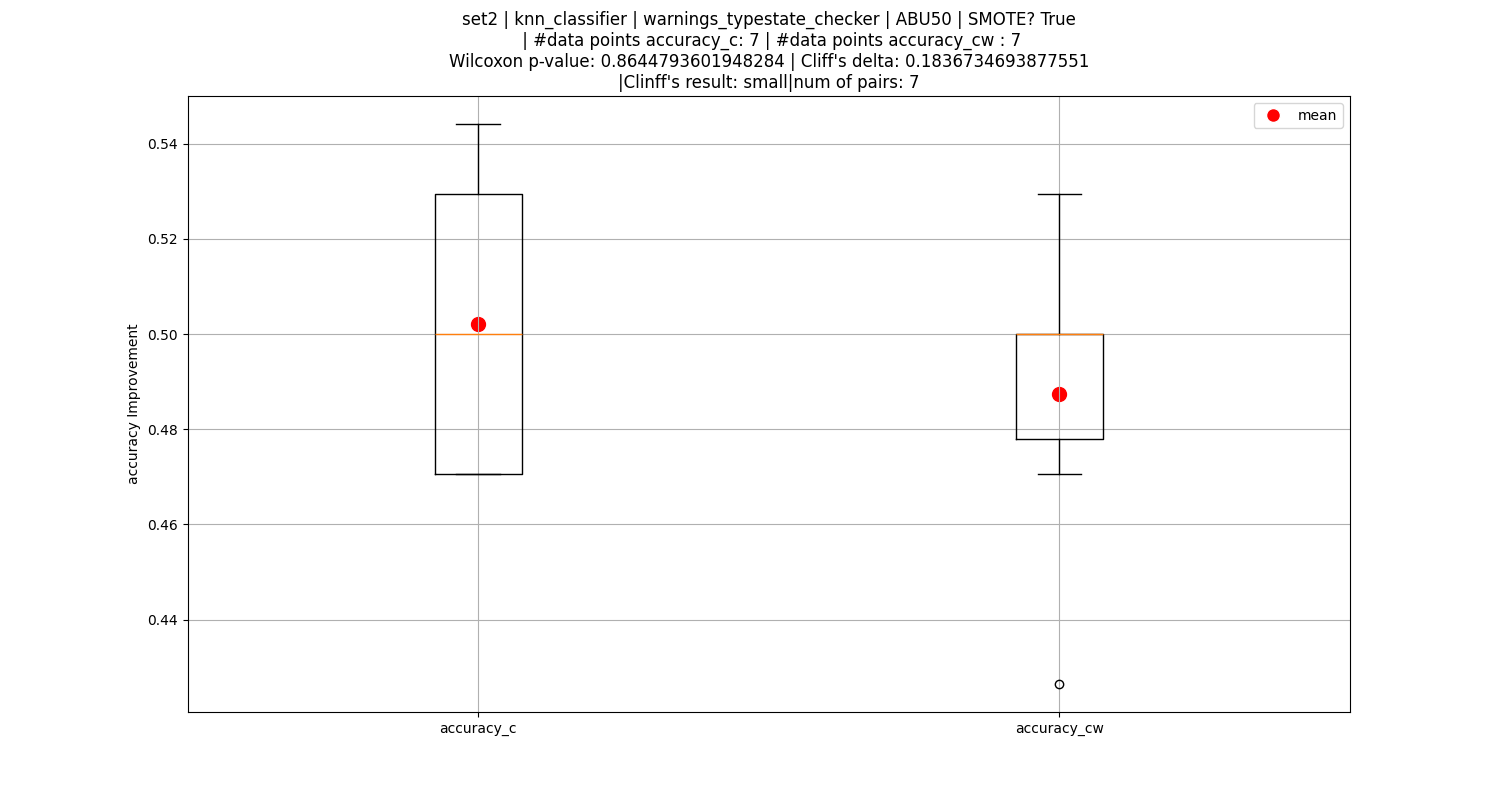 set2 | knn_classifier | warnings_typestate_checker | ABU50 | SMOTE? True
| #data points accuracy_c: 7 | #data points accuracy_cw : 7
Wilcoxon p-value: 0.8644793601948284 | Cliff's delta: 0.1836734693877551
|Clinff's result: small|num of pairs: 7
mean
0.54
0.52
0.50
0.48
0.46
0.44
accuracy Improvement
accuracy_c
accuracy_cw